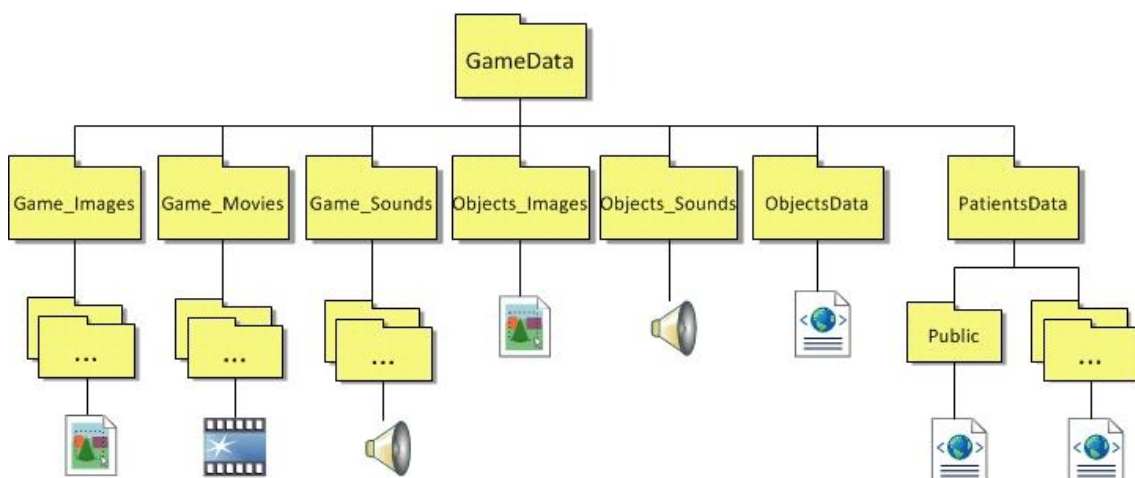 GameData
Game_Images
Game_Movies
Game_Sounds
Objects_Images
Objects_Sounds
ObjectsData
PatientsData
...
...
...
Public
...